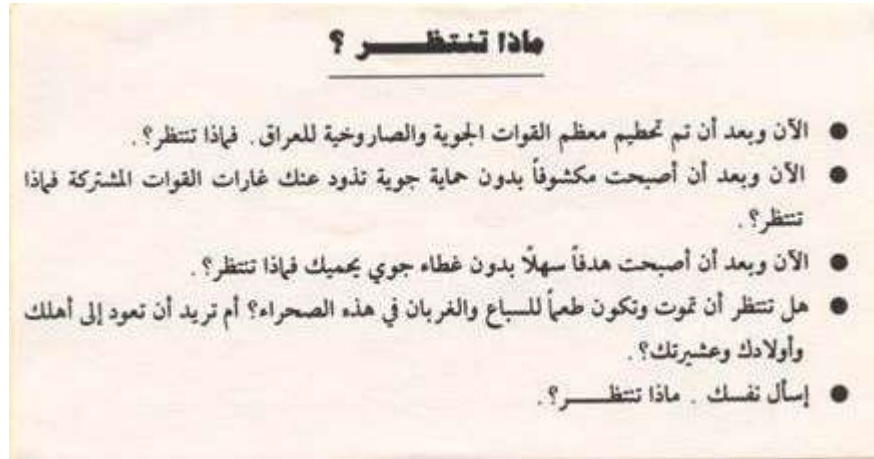 ماذا تنتظـــــر ؟
● الآن وبعد أن تم تحطيم معظم القوات الجوية والصاروخية للعراق . فماذا تنتظر؟ .
● الآن وبعد أن أصبحت مكشوفاً بدون حماية جوية تذود عنك غارات القوات المشتركة فماذا
تنتظر؟ .
● الآن وبعد أن أصبحت هدفاً سهلًا بدون غطاء جوي يحميك فماذا تنتظر؟ .
● هل تنتظر أن تموت وتكون طعماً للسباع والغربان في هذه الصحراء؟ أم تريد أن تعود إلى أهلك
وأولادك وعشيرتك؟ .
● إسأل نفسك . ماذا تنتظـــــر؟ .